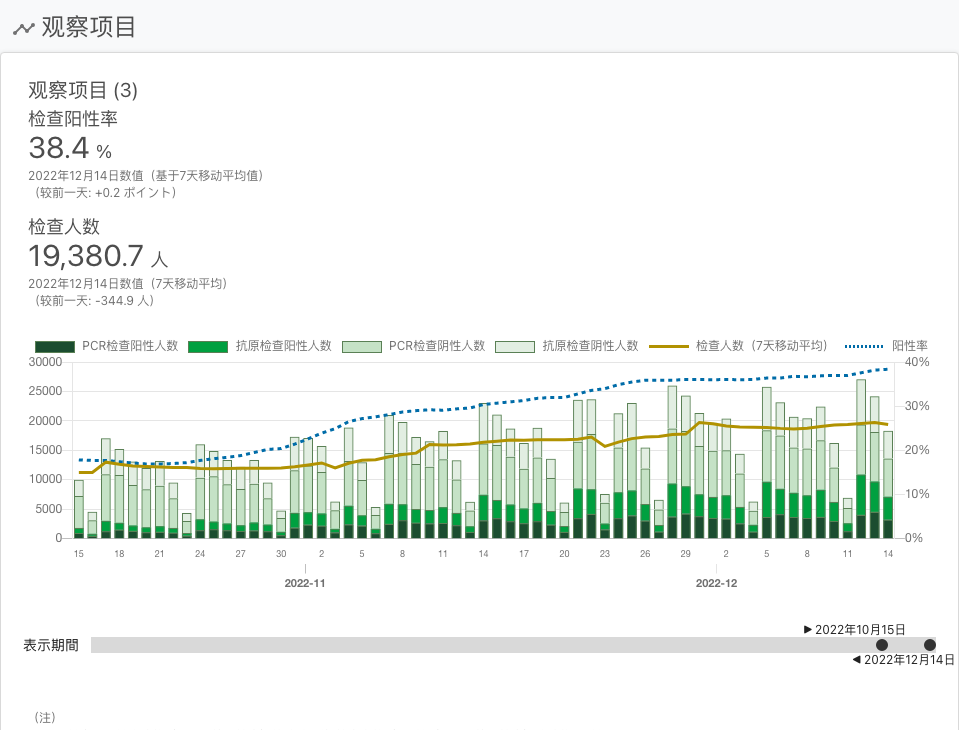 观察项目
观察项目 (3)
检查阳性率
38.4 %
2022年12月14日数值（基于7天移动平均值）
（较前一天: +0.2 ポイント）
检查人数
19,380.7 人
2022年12月14日数值（7天移动平均）
（较前一天: -344.9 人）
PCR检查阳性人数 抗原检查阳性人数 PCR检查阴性人数 抗原检查阴性人数 检查人数（7天移动平均） 阳性率
30000 40%
25000
30%
20000
15000 20%
10000
10%
5000
0 0%
15 18 21 24 27 30 2 5 8 11 14 17 20 23 26 29 2 5 8 11 14
2022-11 2022-12
2022年10月15日
表示期間
2022年12月14日
（注）